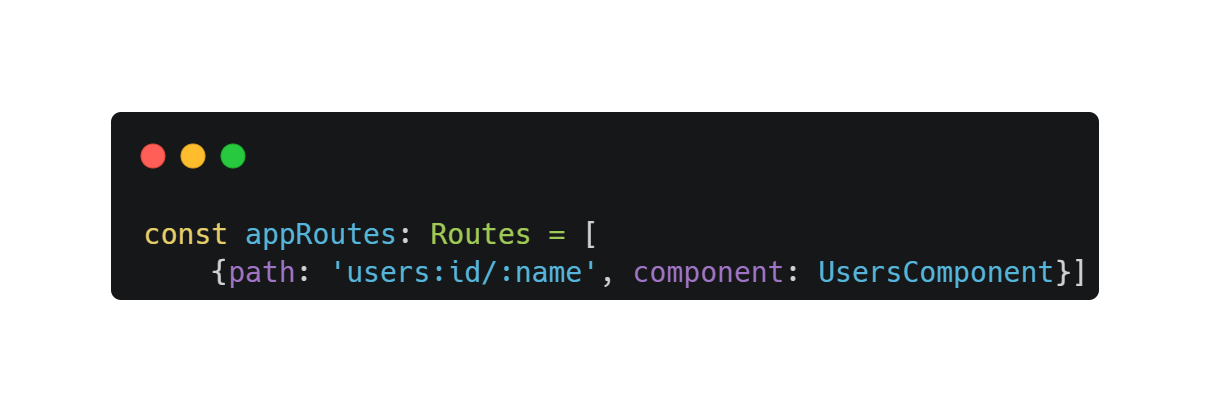 const appRoutes: Routes = [
    {path: 'users:id/:name', component: UsersComponent}]